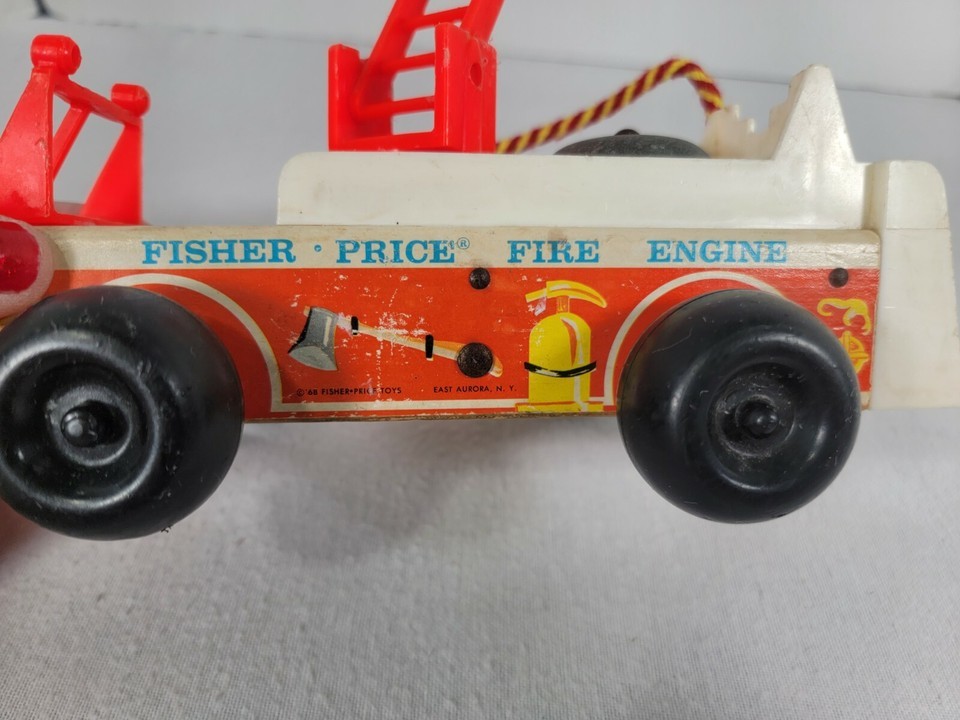 FISHER · PRICE® FIRE ENGINE
© '68 FISHER-PRICE TOYS EAST AURORA, N. Y.